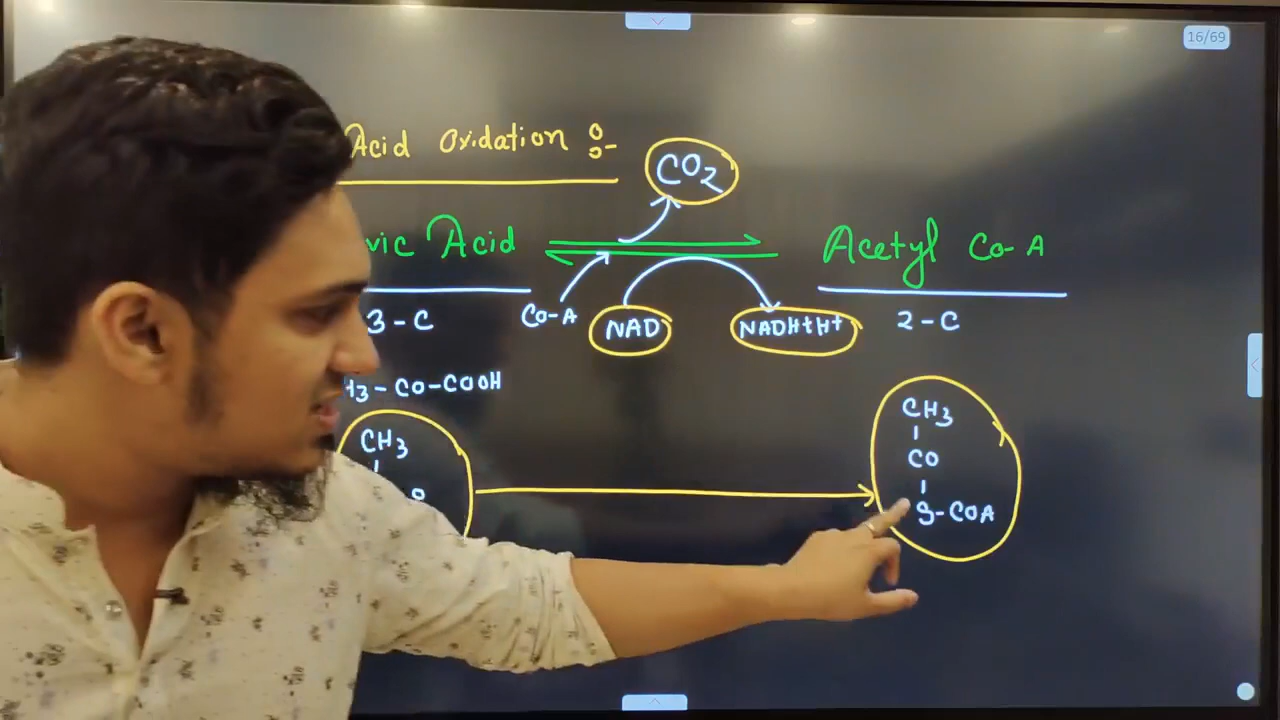 16/69
Acid Oxidation :-
CO2
vic Acid
Acetyl Co-A
3-C
Co-A
NAD
NADH+H+
2-C
H3-CO-COOH
CH3
CH3
CO
S-COA